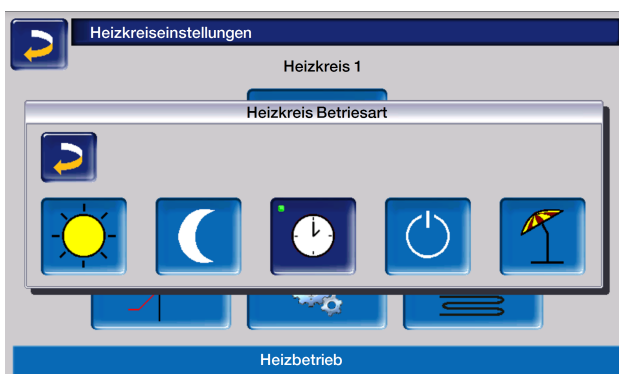 Heizkreiseinstellungen
Heizkreis 1
Heizkreis Betriesart
Heizbetrieb